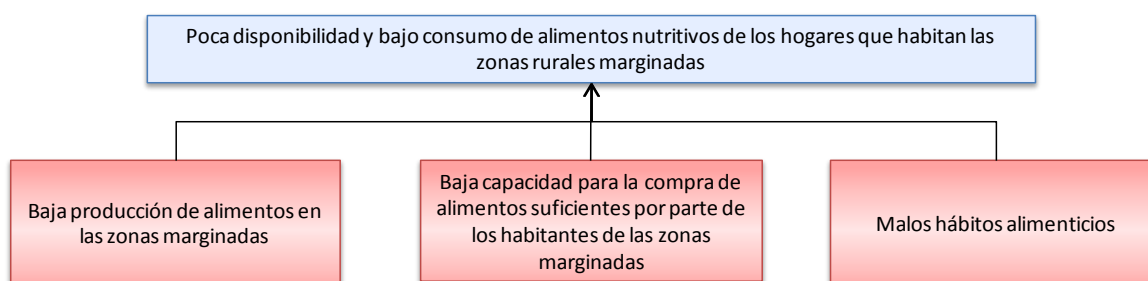 Poca disponibilidad y bajo consumo de alimentos nutritivos de los hogares que habitan las
zonas rurales marginadas
Baja producción de alimentos en
las zonas marginadas
Baja capacidad para la compra de
alimentos suficientes por parte de
los habitantes de las zonas
marginadas
Malos hábitos alimenticios